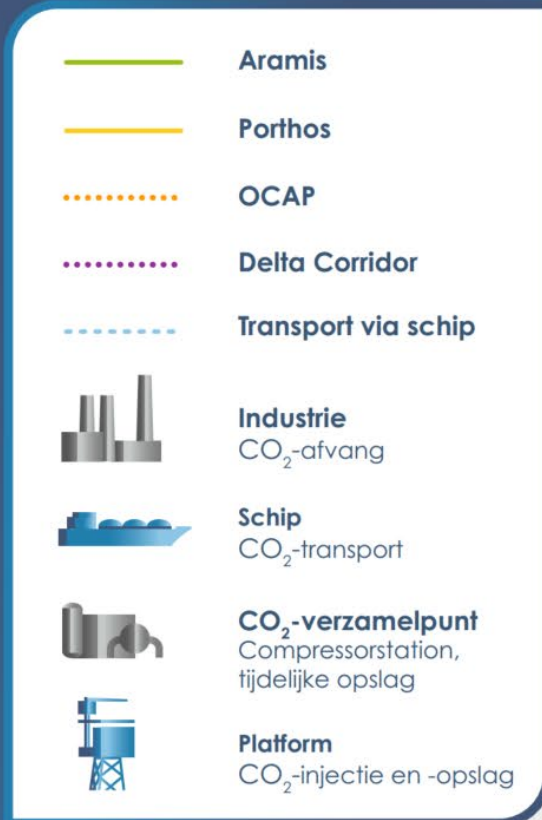 Aramis
Porthos
OCAP
Delta Corridor
Transport via schip
Industrie
CO₂-afvang
Schip
CO₂-transport
CO₂-verzamelpunt
Compressorstation,
tijdelijke opslag
Platform
CO₂-injectie en -opslag